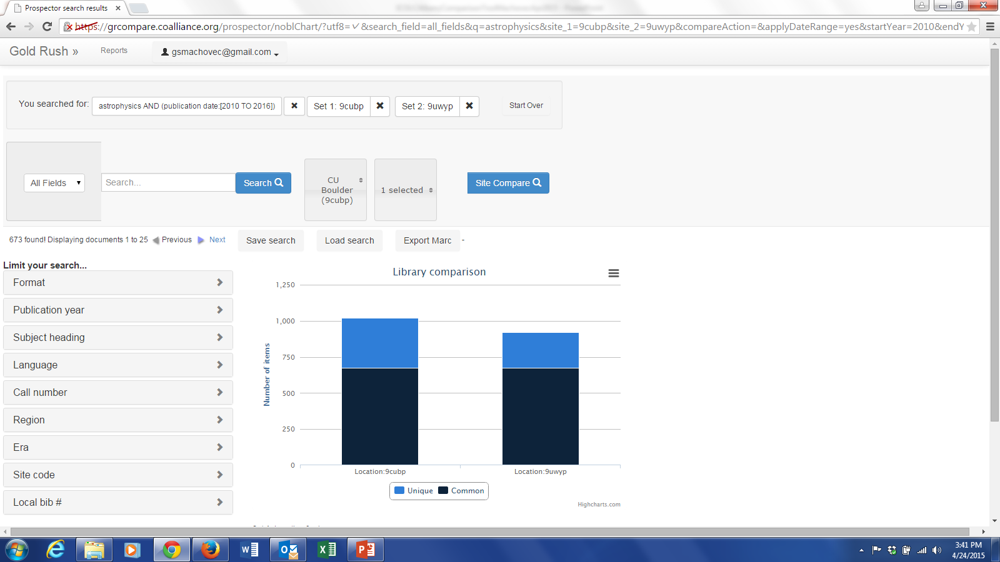 Prospector search results
https://grcompare.coalliance.org/prospector/noblChart/?utf8=✓&search_field=all_fields&q=astrophysics&site_1=9cubp&site_2=9uwyp&compareAction=&applyDateRange=yes&startYear=2010&endY
Gold Rush »
Reports
gsmachovec@gmail.com
You searched for: astrophysics AND (publication date:[2010 TO 2016]) ✖ Set 1: 9cubp ✖ Set 2: 9uwyp ✖ Start Over
All Fields
Search...
Search
CU
Boulder
(9cubp)
1 selected
Site Compare
673 found! Displaying documents 1 to 25 Previous Next
Save search
Load search
Export Marc -
Limit your search...
Format
Publication year
Subject heading
Language
Call number
Region
Era
Site code
Local bib #
Library comparison
1,250
1,000
750
500
250
0
Number of items
Location:9cubp
Location:9uwyp
Unique Common
Highcharts.com
3:41 PM
4/24/2015